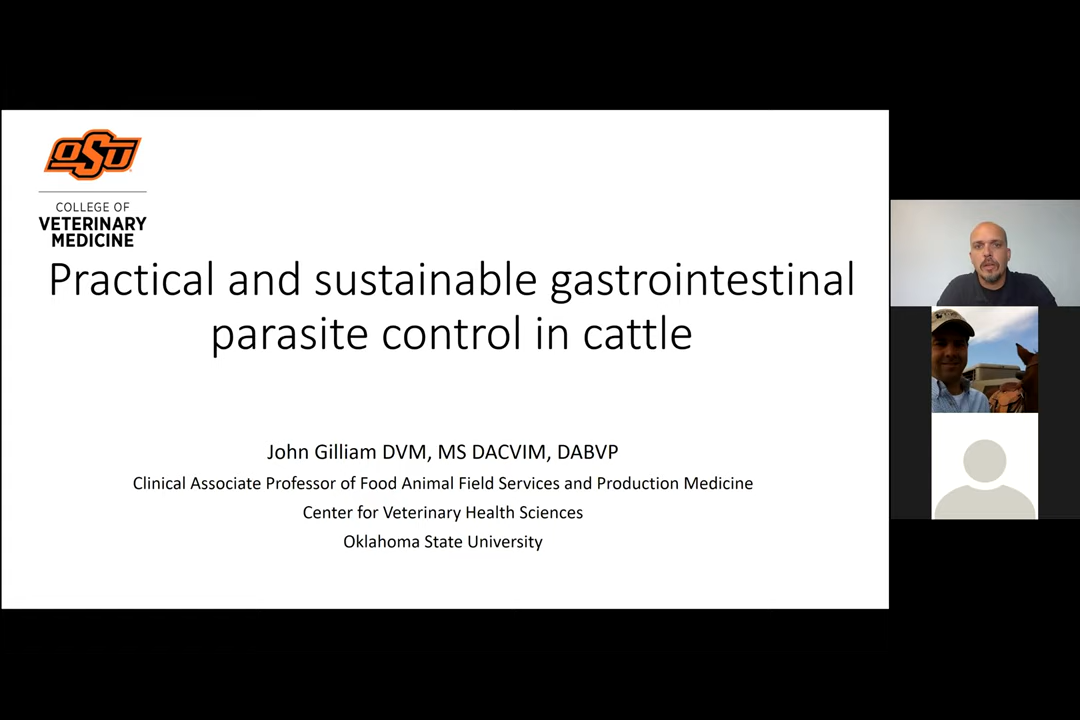 OSU
COLLEGE OF
VETERINARY
MEDICINE
Practical and sustainable gastrointestinal
parasite control in cattle
John Gilliam DVM, MS DACVIM, DABVP
Clinical Associate Professor of Food Animal Field Services and Production Medicine
Center for Veterinary Health Sciences
Oklahoma State University